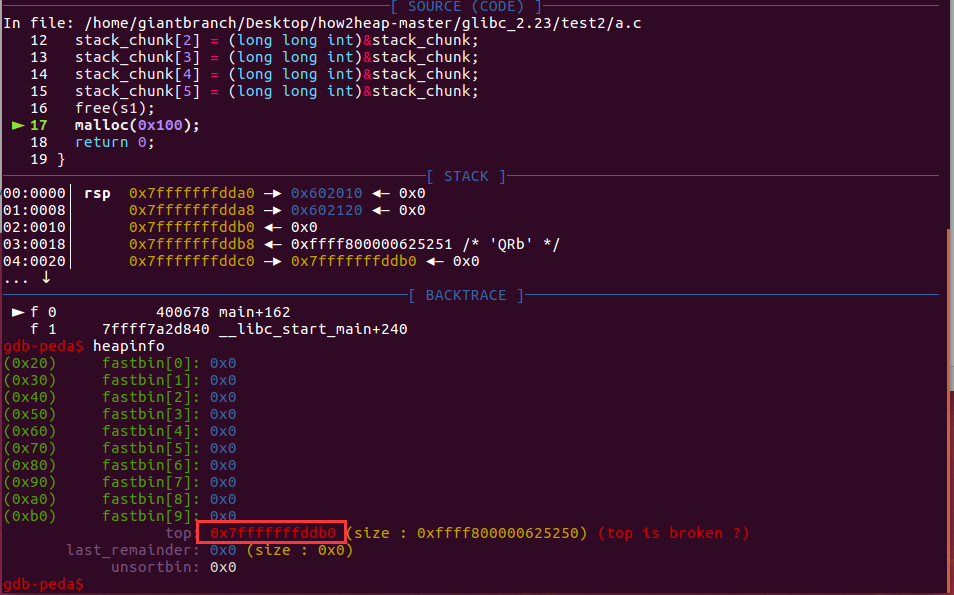 [ SOURCE (CODE) ]
In file: /home/giantbranch/Desktop/how2heap-master/glibc_2.23/test2/a.c
12   stack_chunk[2] = (long long int)&stack_chunk;
13   stack_chunk[3] = (long long int)&stack_chunk;
14   stack_chunk[4] = (long long int)&stack_chunk;
15   stack_chunk[5] = (long long int)&stack_chunk;
16   free(s1);
► 17   malloc(0x100);
18   return 0;
19 }
[ STACK ]
00:0000│ rsp  0x7fffffffdda0 —▸ 0x602010 ◂— 0x0
01:0008│      0x7fffffffdda8 —▸ 0x602120 ◂— 0x0
02:0010│      0x7fffffffddb0 ◂— 0x0
03:0018│      0x7fffffffddb8 ◂— 0xffff800000625251 /* 'QRb' */
04:0020│      0x7fffffffddc0 —▸ 0x7fffffffddb0 ◂— 0x0
... ↓
[ BACKTRACE ]
► f 0           400678 main+162
f 1     7ffff7a2d840 __libc_start_main+240
gdb-peda$ heapinfo
(0x20)     fastbin[0]: 0x0
(0x30)     fastbin[1]: 0x0
(0x40)     fastbin[2]: 0x0
(0x50)     fastbin[3]: 0x0
(0x60)     fastbin[4]: 0x0
(0x70)     fastbin[5]: 0x0
(0x80)     fastbin[6]: 0x0
(0x90)     fastbin[7]: 0x0
(0xa0)     fastbin[8]: 0x0
(0xb0)     fastbin[9]: 0x0
top: 0x7fffffffddb0 (size : 0xffff800000625250) (top is broken ?)
last_remainder: 0x0 (size : 0x0)
unsortbin: 0x0
gdb-peda$